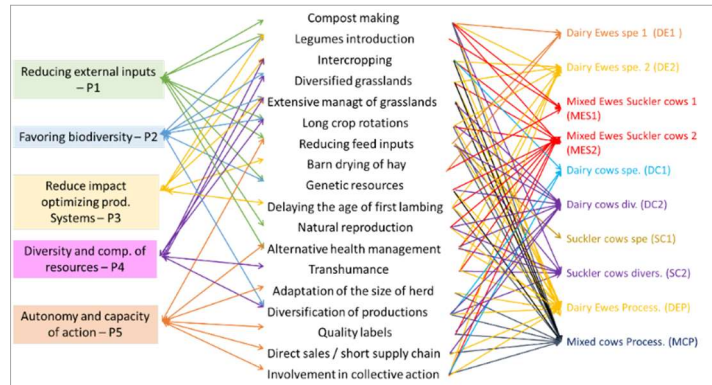 Reducing external inputs
– P1
Favoring biodiversity – P2
Reduce impact
optimizing prod.
Systems – P3
Diversity and comp. of
resources – P4
Autonomy and capacity
of action – P5
Compost making
Legumes introduction
Intercropping
Diversified grasslands
Extensive managt of grasslands
Long crop rotations
Reducing feed inputs
Barn drying of hay
Genetic resources
Delaying the age of first lambing
Natural reproduction
Alternative health management
Transhumance
Adaptation of the size of herd
Diversification of productions
Quality labels
Direct sales / short supply chain
Involvement in collective action
Dairy Ewes spe 1 (DE1 )
Dairy Ewes spe. 2 (DE2)
Mixed Ewes Suckler cows 1
(MES1)
Mixed Ewes Suckler cows 2
(MES2)
Dairy cows spe. (DC1)
Dairy cows div. (DC2)
Suckler cows spe (SC1)
Suckler cows divers. (SC2)
Dairy Ewes Process. (DEP)
Mixed cows Process. (MCP)